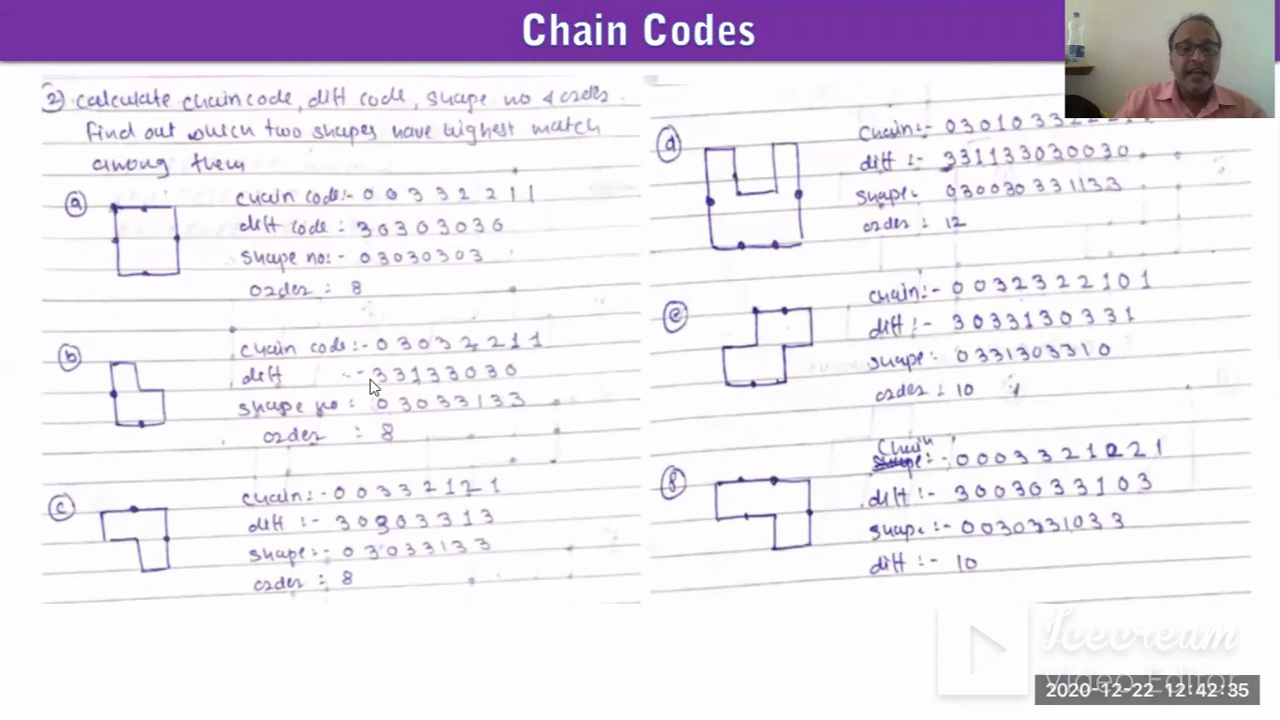 Chain Codes
2) calculate chain code, diff code, shape no & order.
find out which two shapes have highest match
among them
a
chain code:- 0 0 3 3 2 2 1 1
diff code : 3 0 3 0 3 0 3 0
shape no:- 0 3 0 3 0 3 0 3
order : 8
b
chain code:- 0 3 0 3 2 2 1 1
diff :- 3 3 1 3 3 0 3 0
shape no : 0 3 0 3 3 1 3 3
order : 8
c
chain:- 0 0 3 3 2 1 2 1
diff :- 3 0 3 0 3 3 1 3
shape:- 0 3 0 3 3 1 3 3
order : 8
d
chain:- 0 3 0 1 0 3 3 2 2
diff :- 3 3 1 1 3 3 0 3 0 0 3 0
shape: 0 3 0 0 3 0 3 3 1 1 3 3
order : 12
e
chain:- 0 0 3 2 3 2 2 1 0 1
diff:- 3 0 3 3 1 3 0 3 3 1
shape: 0 3 3 1 3 0 3 3 1 0
order : 10
f
chain :- 0 0 0 3 3 2 1 2 2 1
diff :- 3 0 0 3 0 3 3 1 0 3
shape :- 0 0 3 0 3 3 1 0 3 3
diff :- 10
Icecream
Video Editor
2020-12-22 12:42:35